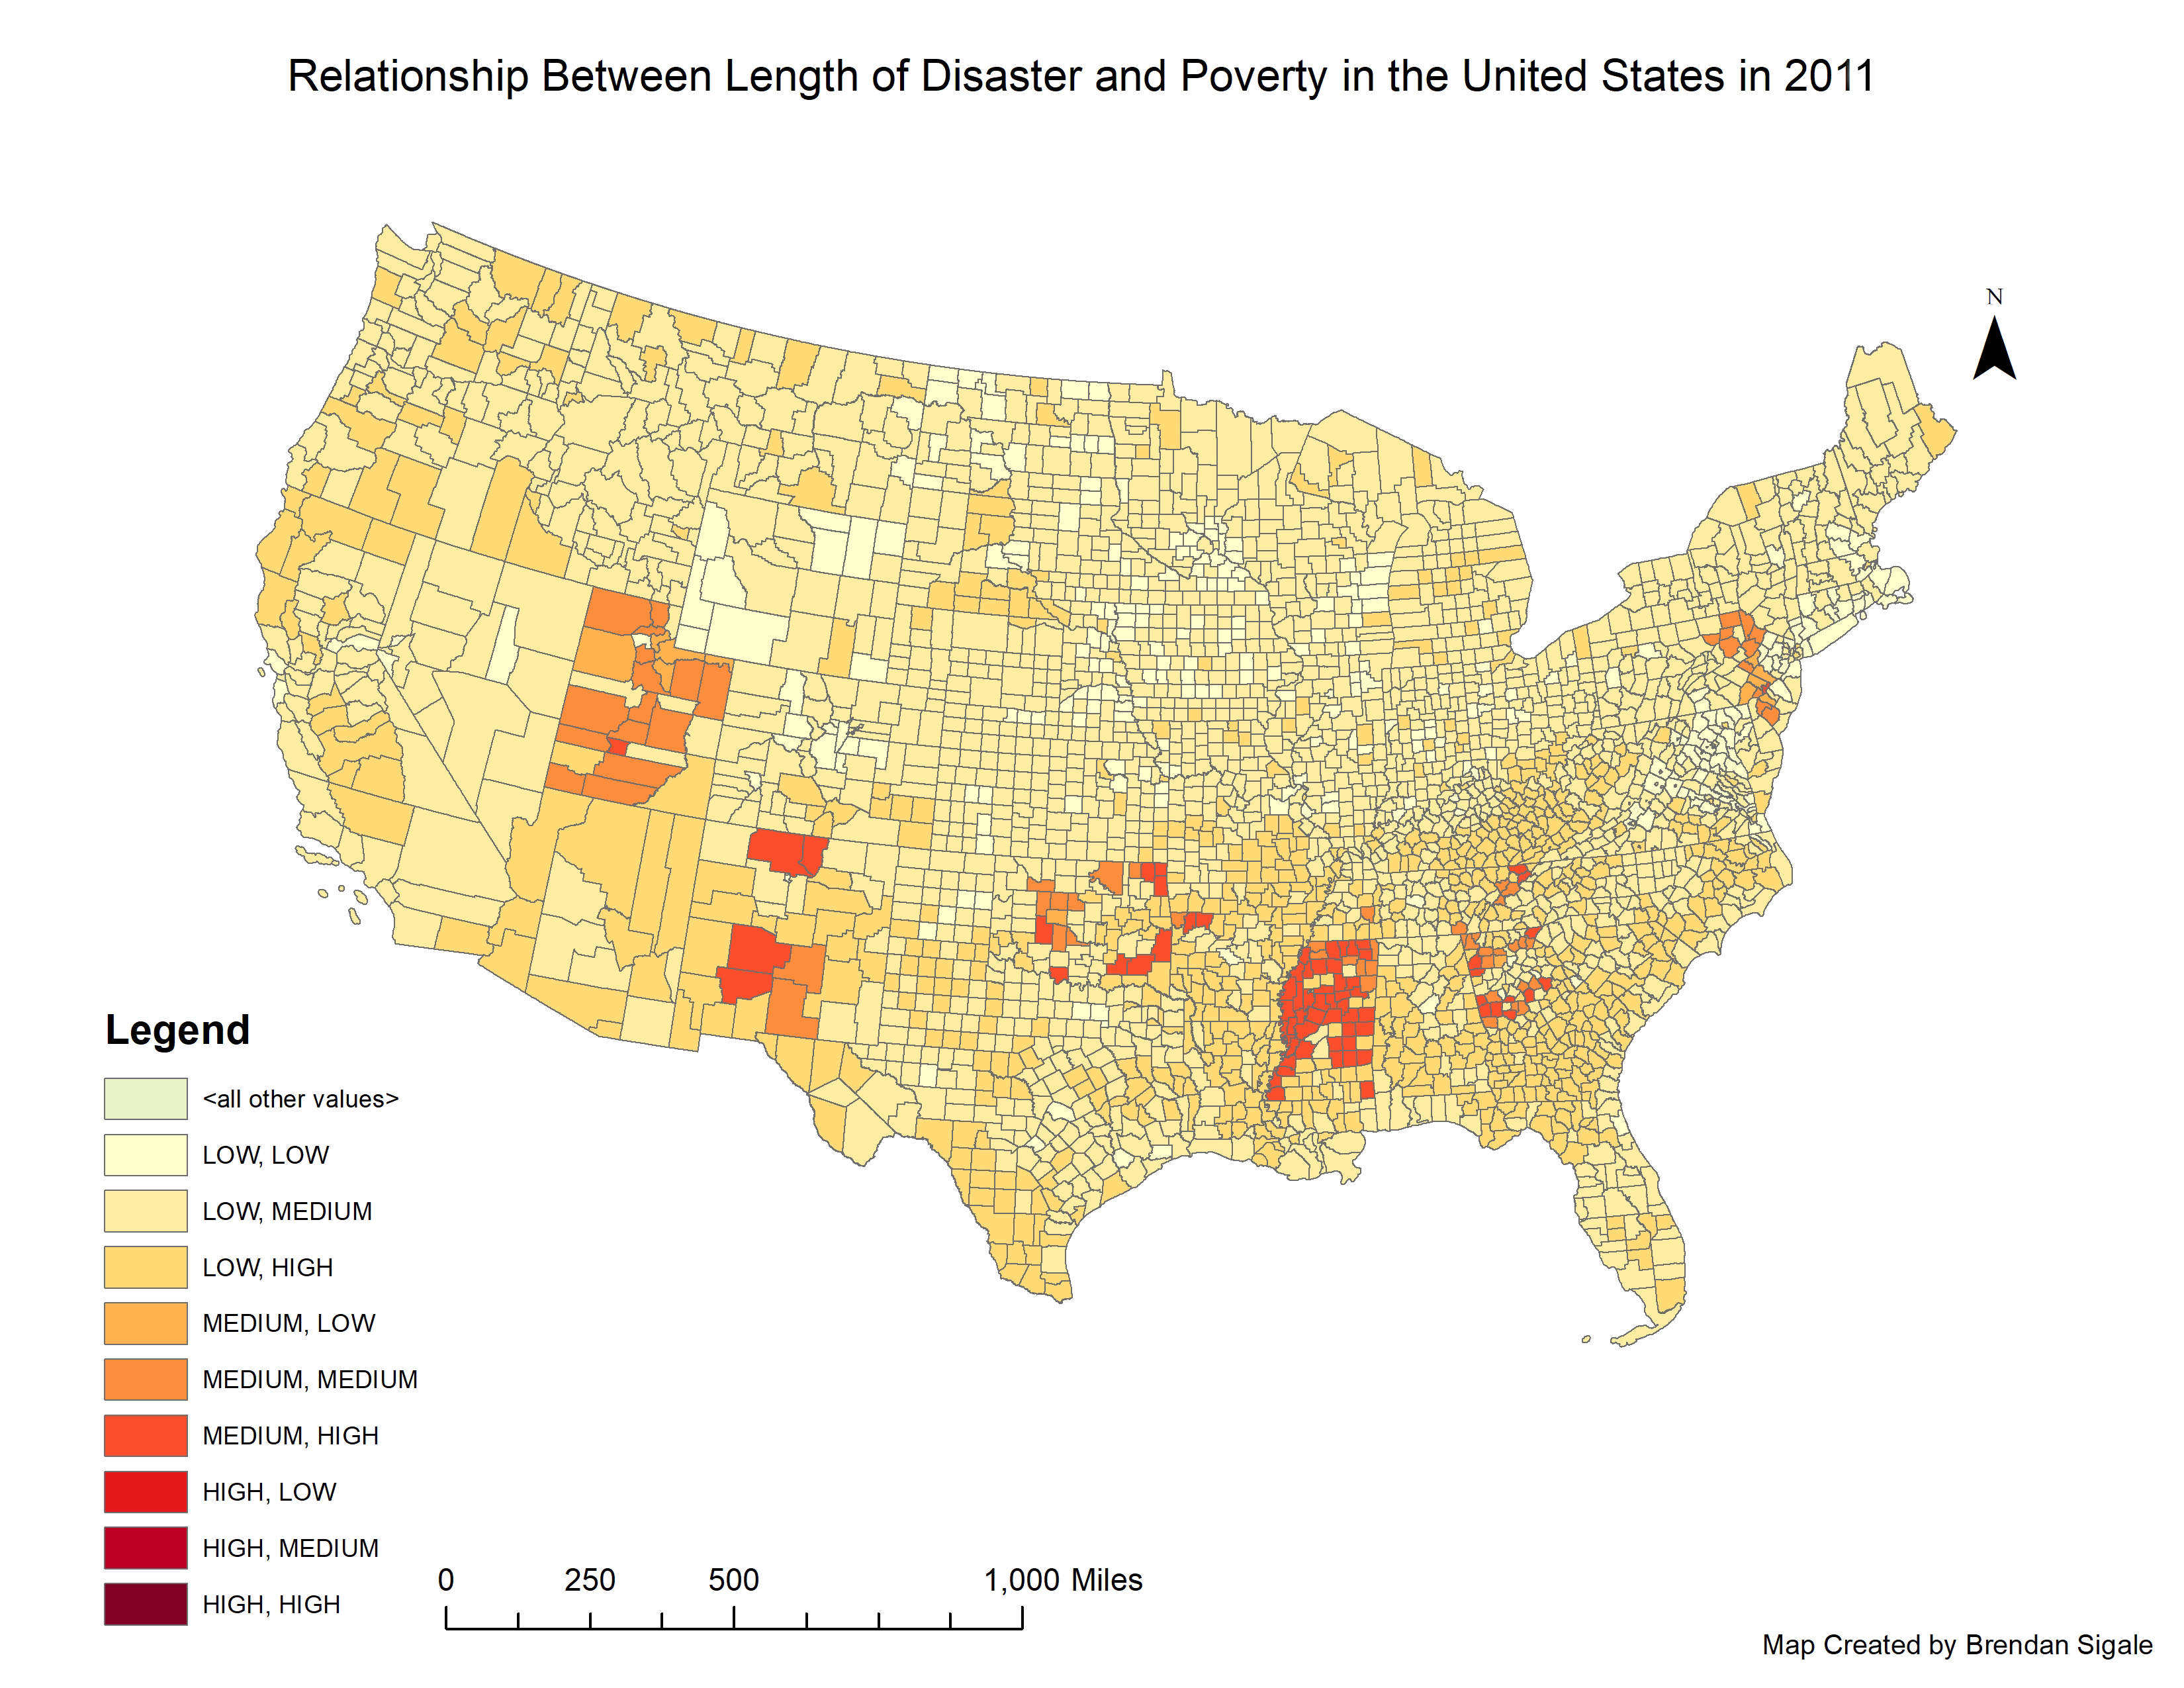 Relationship Between Length of Disaster and Poverty in the United States in 2011
N
Legend
<all other values>
LOW, LOW
LOW, MEDIUM
LOW, HIGH
MEDIUM, LOW
MEDIUM, MEDIUM
MEDIUM, HIGH
HIGH, LOW
HIGH, MEDIUM
HIGH, HIGH
0 250 500 1,000 Miles
Map Created by Brendan Sigale